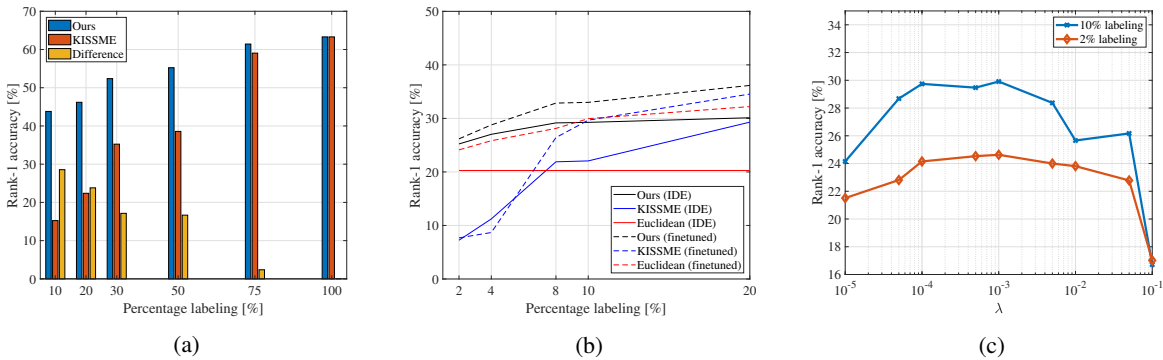 Ours
KISSME
Difference
70
60
50
40
30
20
10
0
Rank-1 accuracy [%]
10 20 30 50 75 100
Percentage labeling [%]
(a)
50
40
30
20
10
0
Rank-1 accuracy [%]
Ours (IDE)
KISSME (IDE)
Euclidean (IDE)
Ours (finetuned)
KISSME (finetuned)
Euclidean (finetuned)
2 4 8 10 20
Percentage labeling [%]
(b)
10% labeling
2% labeling
34
32
30
28
26
24
22
20
18
16
Rank-1 accuracy [%]
10⁻⁵ 10⁻⁴ 10⁻³ 10⁻² 10⁻¹
λ
(c)